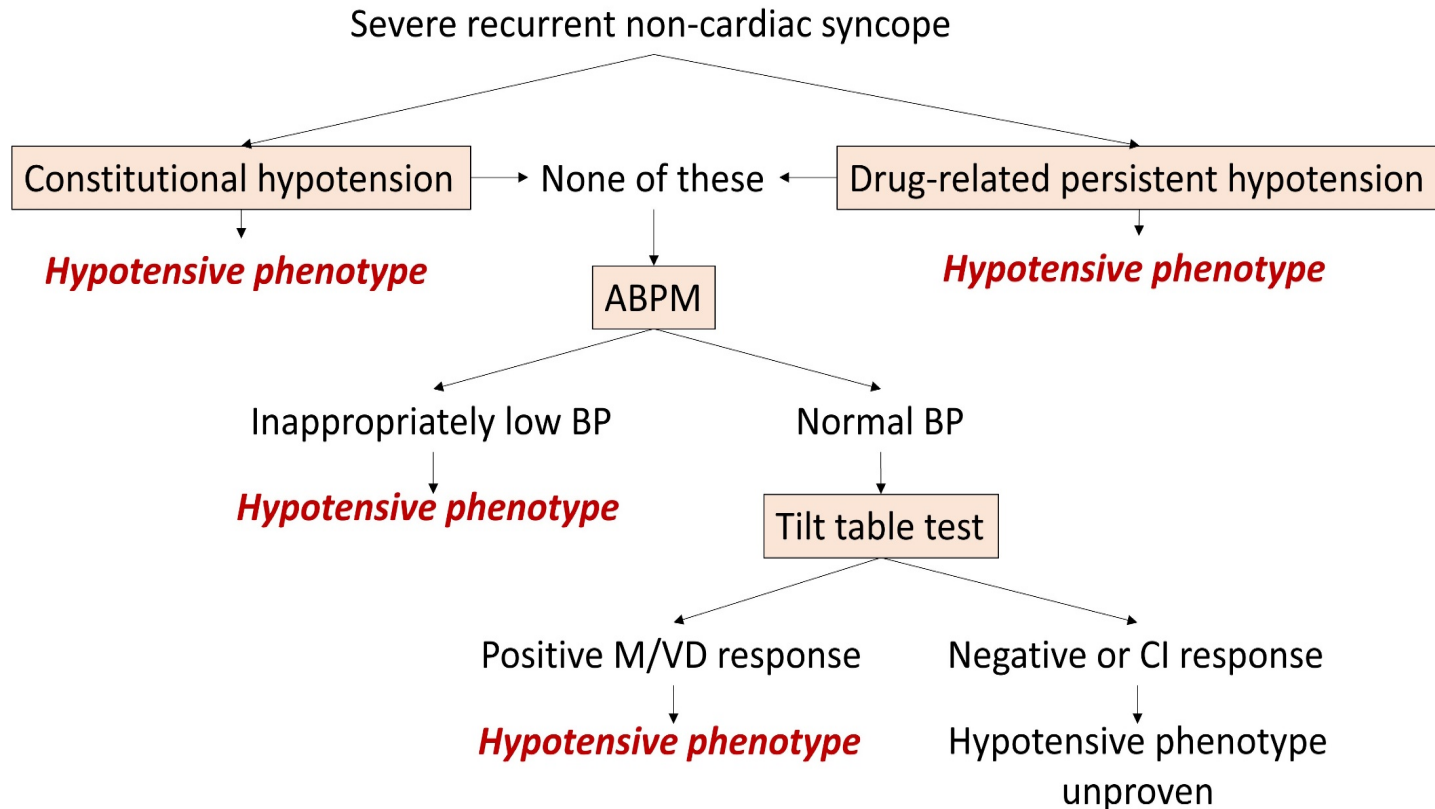 Severe recurrent non-cardiac syncope
Constitutional hypotension
None of these
Drug-related persistent hypotension
Hypotensive phenotype
Hypotensive phenotype
ABPM
Inappropriately low BP
Normal BP
Hypotensive phenotype
Tilt table test
Positive M/VD response
Negative or CI response
Hypotensive phenotype
Hypotensive phenotype
unproven